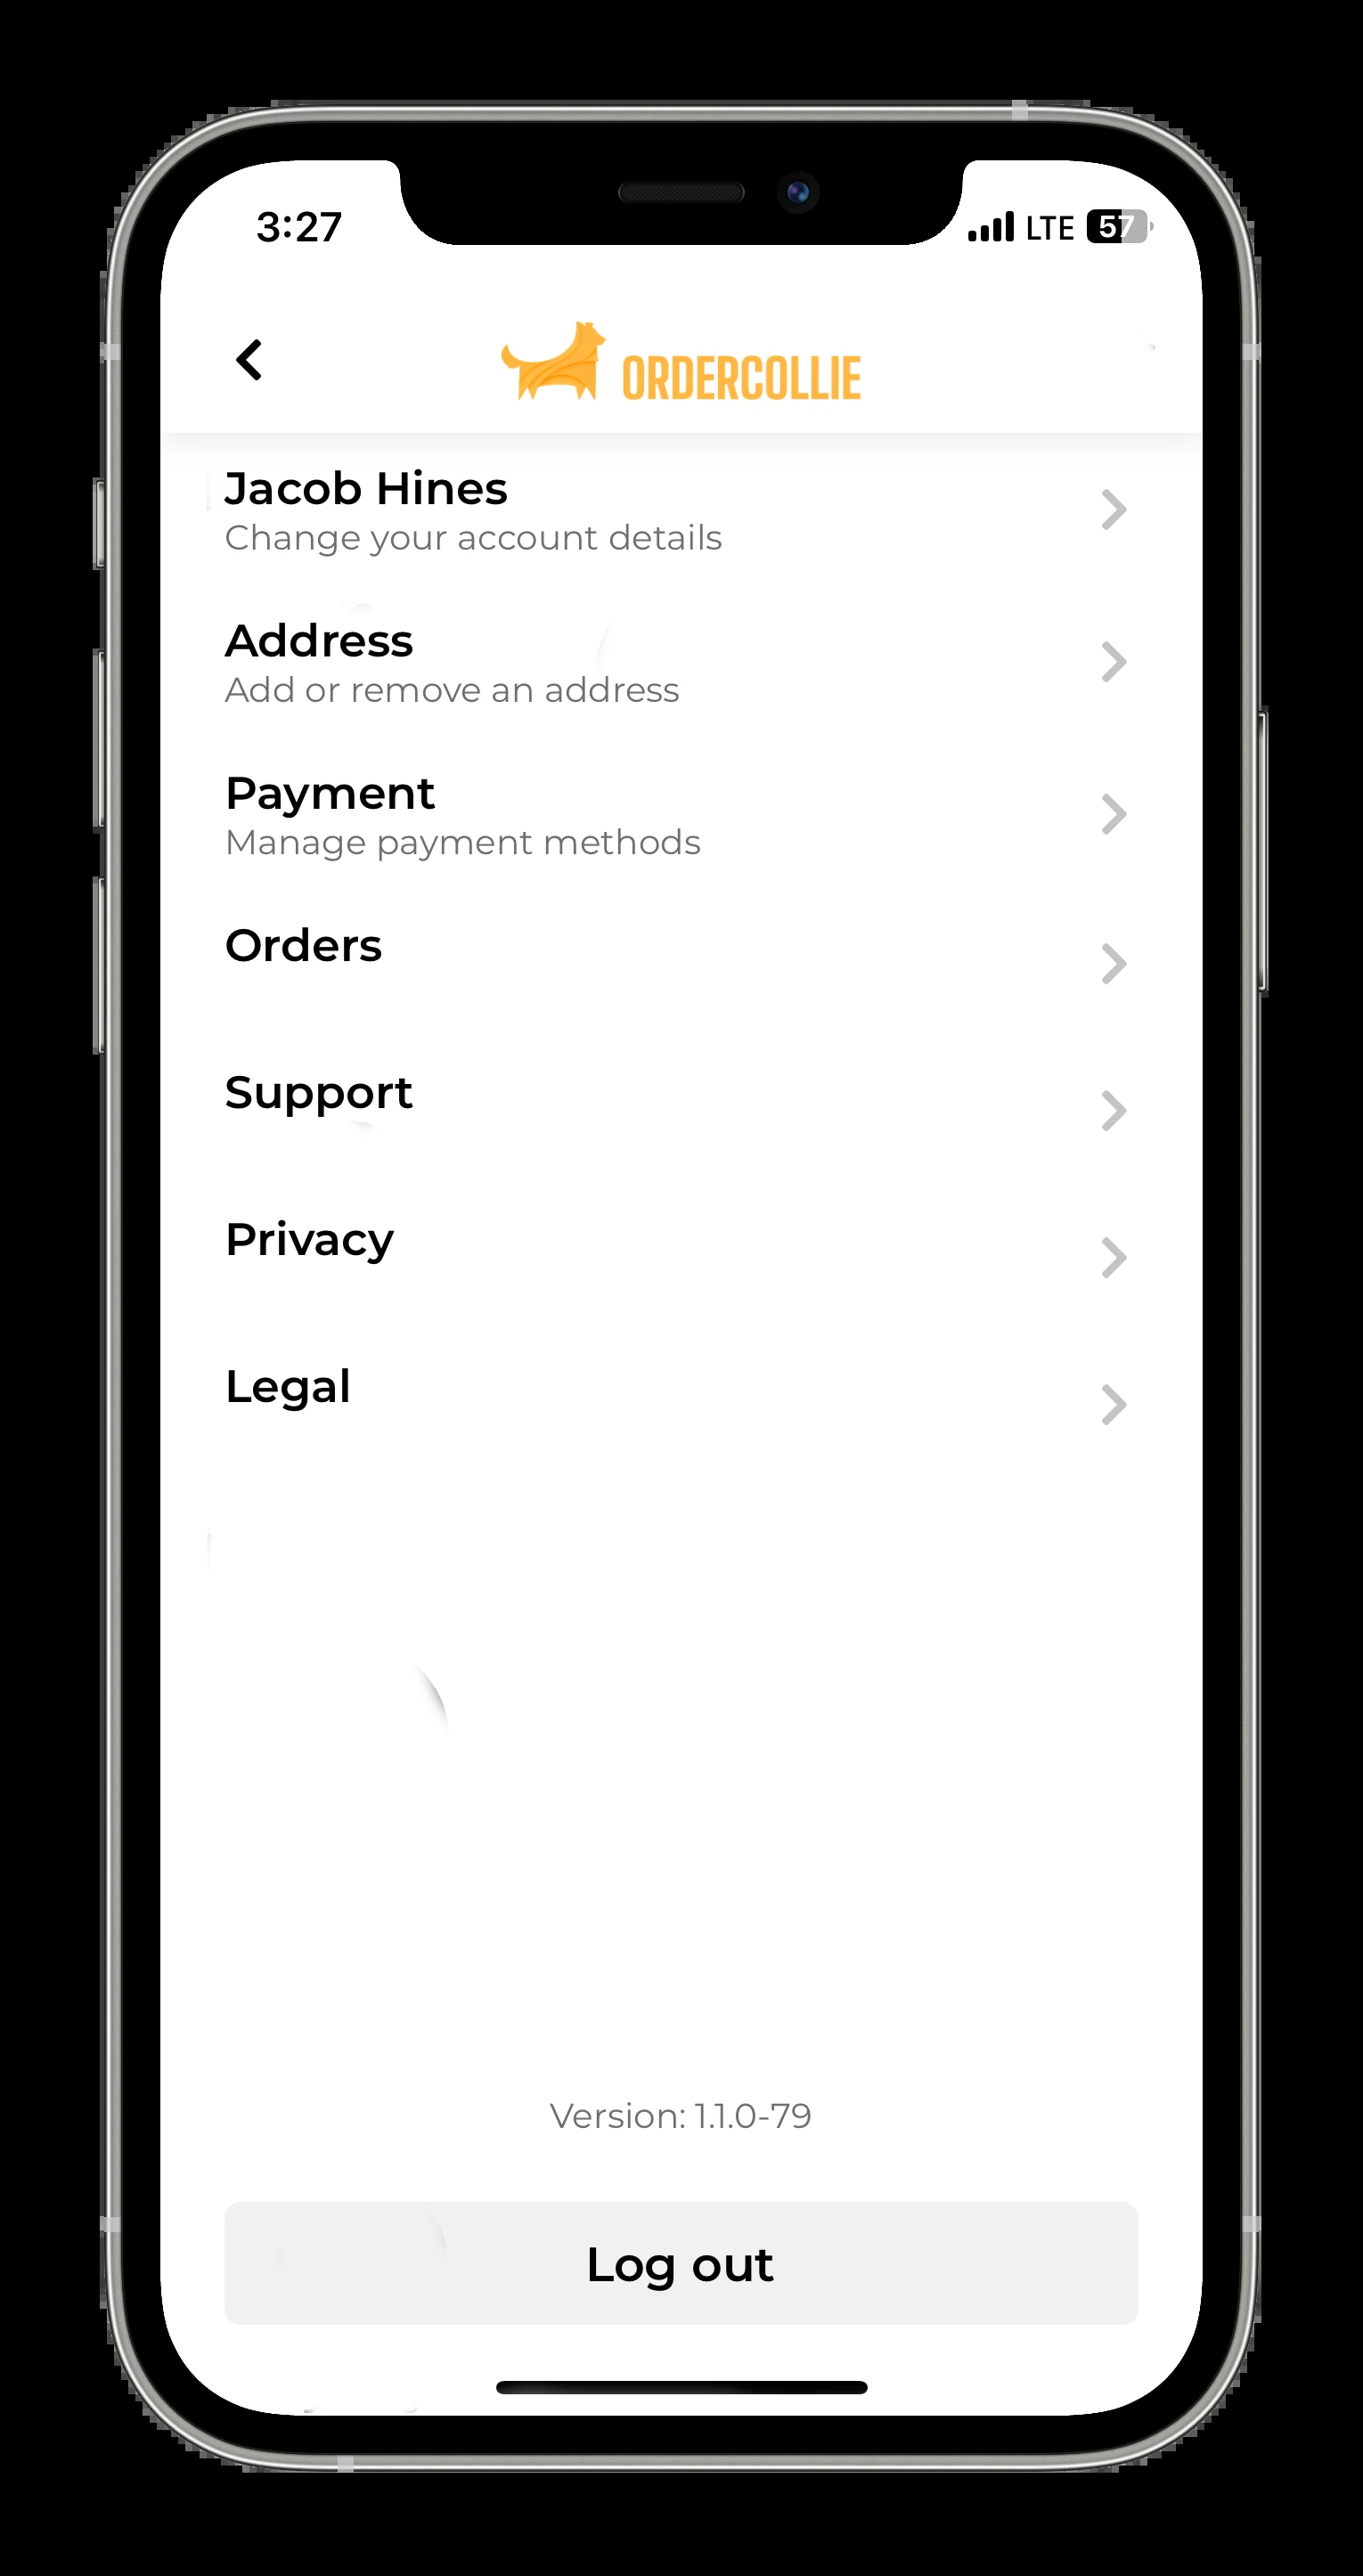 3:27
LTE 57
ORDERCOLLIE
Jacob Hines
Change your account details
Address
Add or remove an address
Payment
Manage payment methods
Orders
Support
Privacy
Legal
Version: 1.1.0-79
Log out